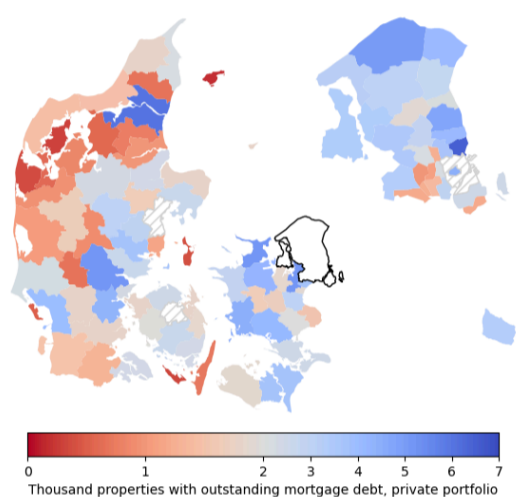 0 1 2 3 4 5 6 7
Thousand properties with outstanding mortgage debt, private portfolio